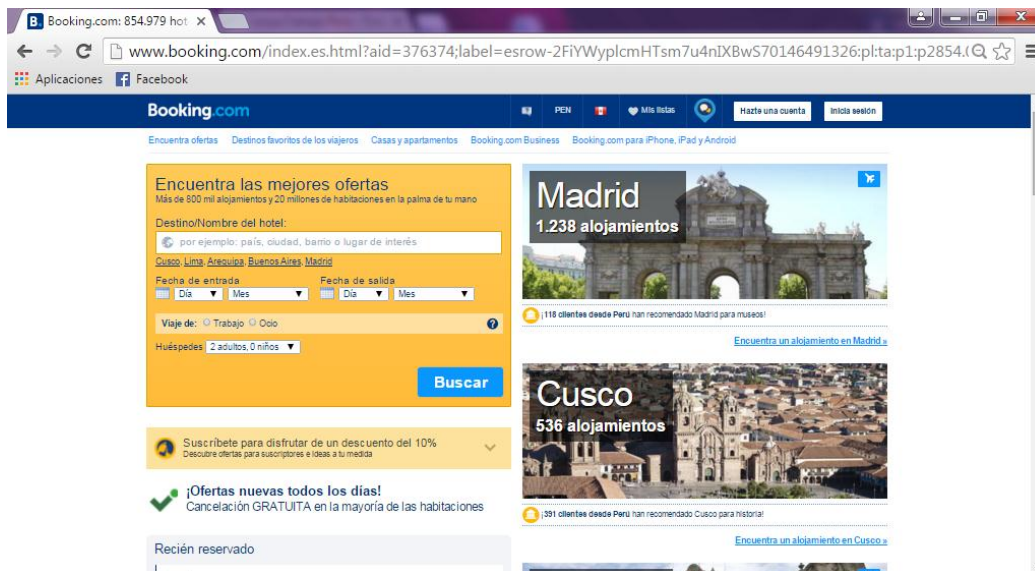 B. Booking.com: 854.979 hot
www.booking.com/index.es.html?aid=376374;label=esrow-2FiYWyplcmHTsm7u4nIXBwS70146491326:pl:ta:p1:p2854.(
Aplicaciones Facebook
Booking.com
PEN
Mis listas
Hazte una cuenta
Inicia sesión
Encuentra ofertas Destinos favoritos de los viajeros Casas y apartamentos Booking.com Business Booking.com para iPhone, iPad y Android
Encuentra las mejores ofertas
Más de 800 mil alojamientos y 20 millones de habitaciones en la palma de tu mano
Destino/Nombre del hotel:
por ejemplo: país, ciudad, barrio o lugar de interés
Cusco, Lima, Arequipa, Buenos Aires, Madrid
Fecha de entrada Fecha de salida
Día Mes Día Mes
Viaje de: Trabajo Ocio
Huéspedes 2 adultos, 0 niños
Buscar
Suscríbete para disfrutar de un descuento del 10%
Descubre ofertas para suscriptores e ideas a tu medida
¡Ofertas nuevas todos los días!
Cancelación GRATUITA en la mayoría de las habitaciones
Recién reservado
Madrid
1.238 alojamientos
¡118 clientes desde Perú han recomendado Madrid para museos!
Encuentra un alojamiento en Madrid »
Cusco
536 alojamientos
¡391 clientes desde Perú han recomendado Cusco para historia!
Encuentra un alojamiento en Cusco »